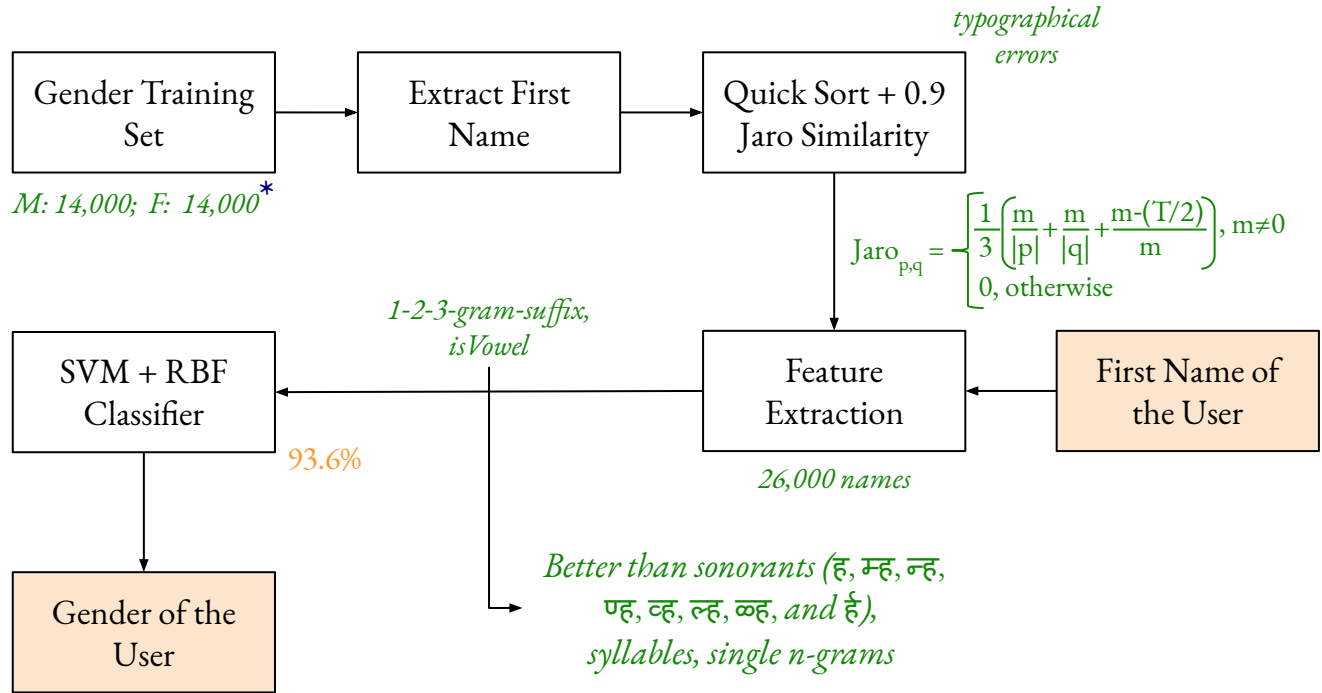 typographical
errors
Gender Training
Set
Extract First
Name
Quick Sort + 0.9
Jaro Similarity
M: 14,000; F: 14,000*
Jaro_{p,q} = { 1/3 ( m/|p| + m/|q| + m-(T/2)/m ), m≠0
0, otherwise
1-2-3-gram-suffix,
isVowel
SVM + RBF
Classifier
Feature
Extraction
First Name of
the User
93.6%
26,000 names
Better than sonorants (ह, म्ह, न्ह,
ण्ह, व्ह, ल्ह, ळ्ह, and र्ह),
syllables, single n-grams
Gender of the
User